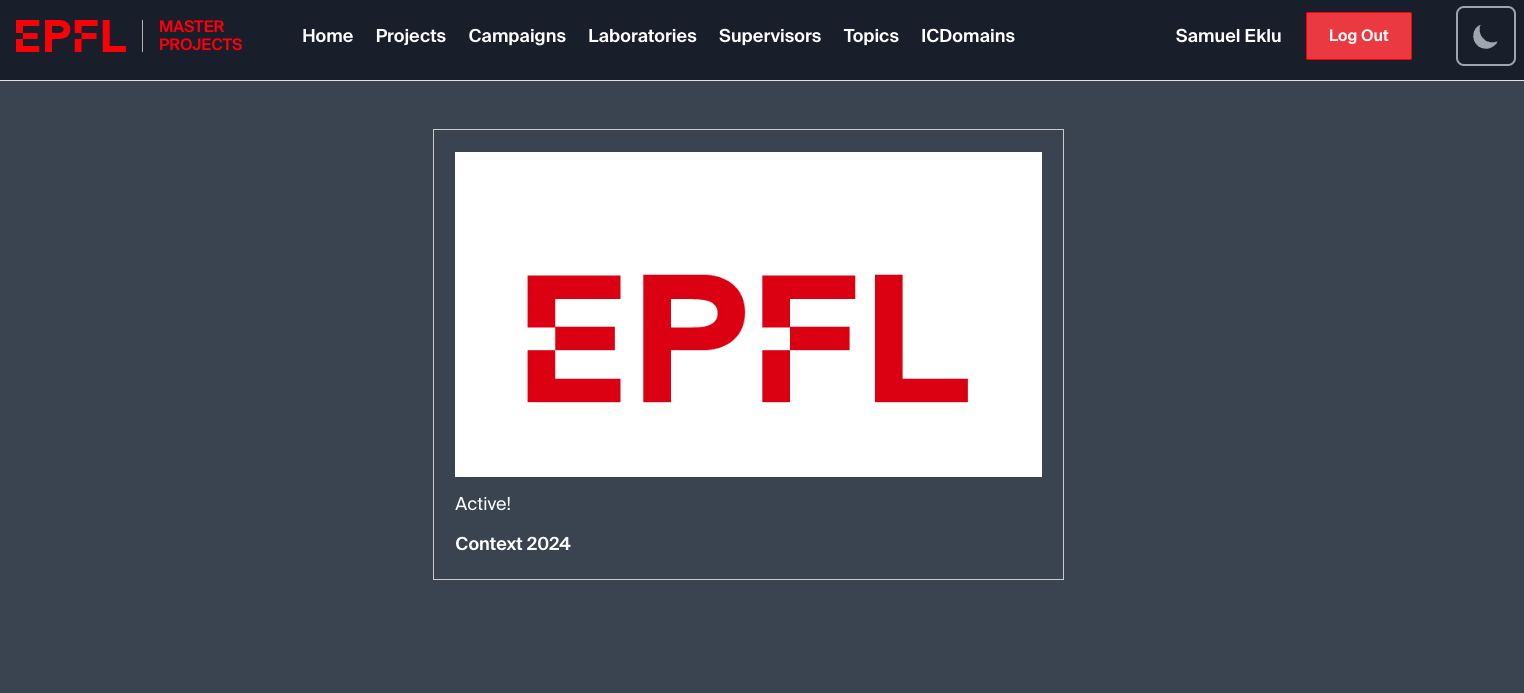 EPFL MASTER PROJECTS Home Projects Campaigns Laboratories Supervisors Topics ICDomains Samuel Eklu Log Out
EPFL
Active!
Context 2024